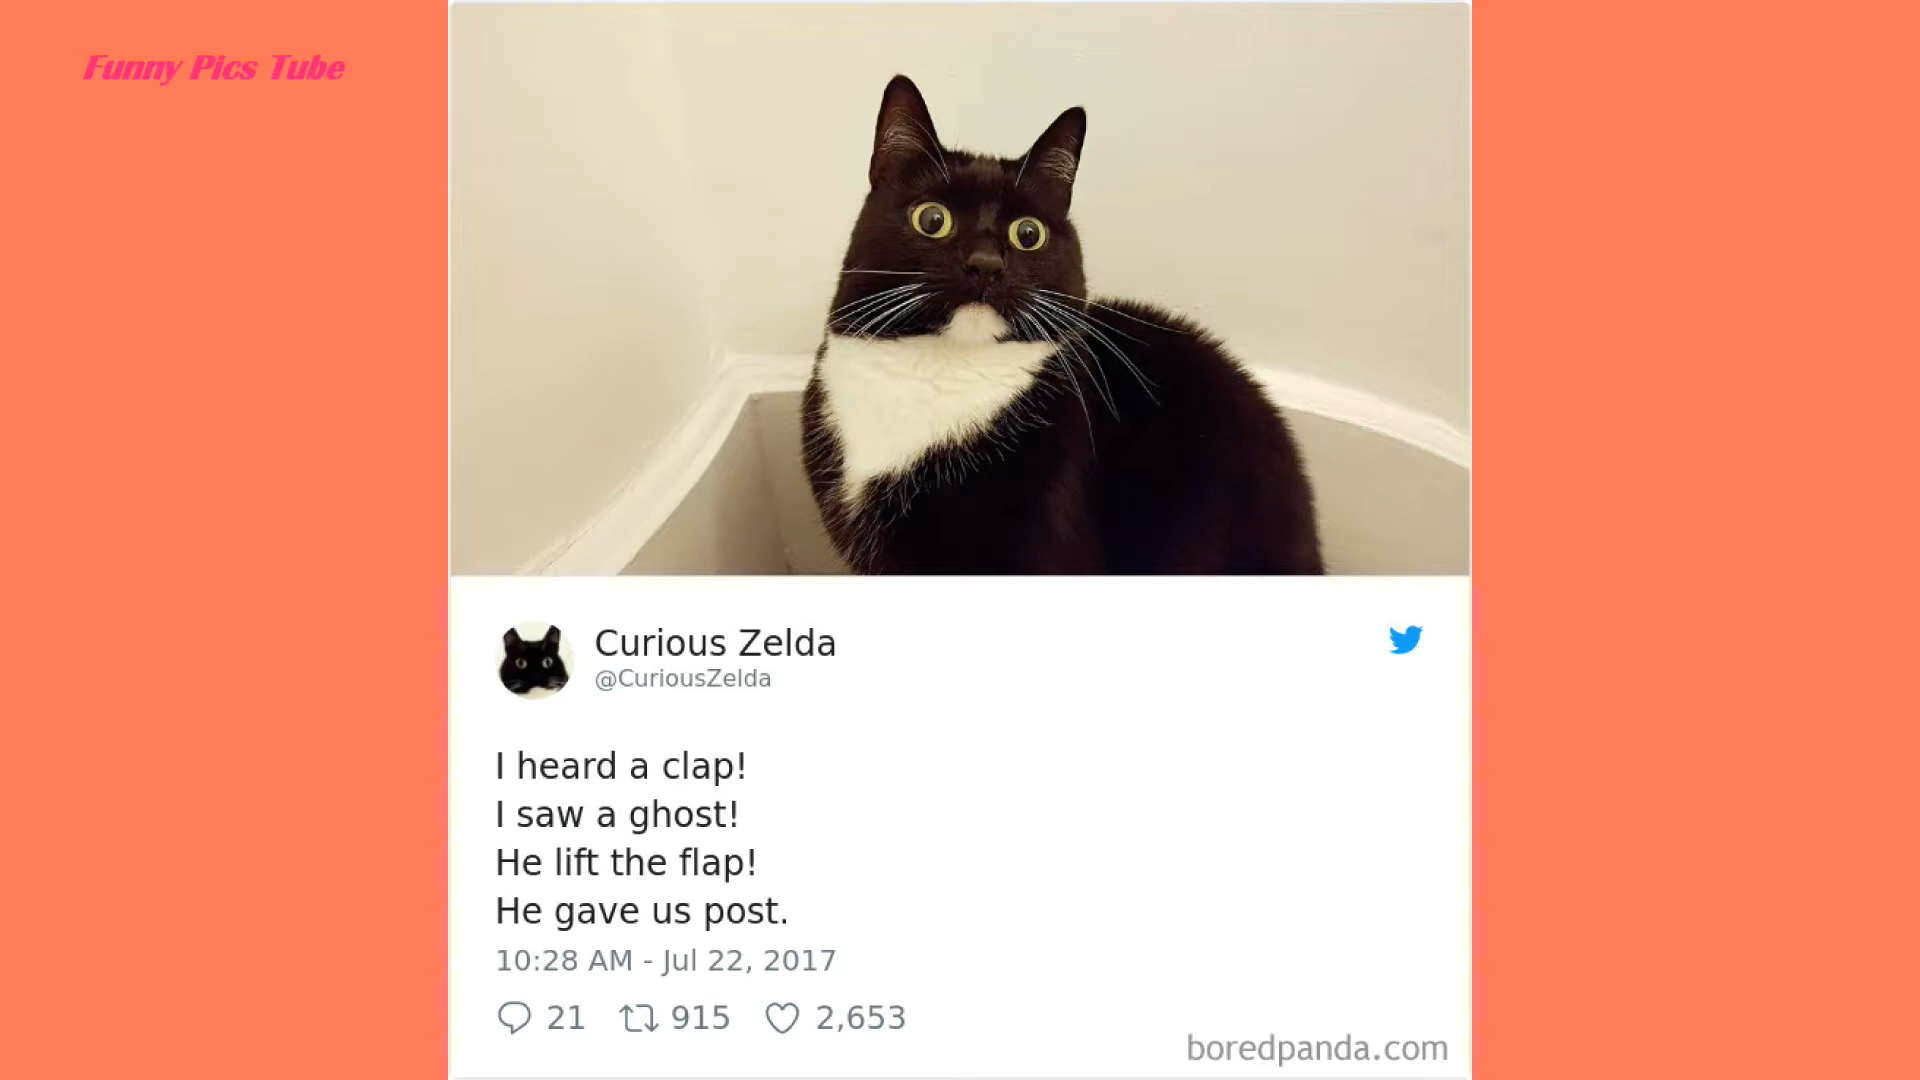 Funny Pics Tube
Curious Zelda
@CuriousZelda
I heard a clap!
I saw a ghost!
He lift the flap!
He gave us post.
10:28 AM - Jul 22, 2017
21 915 2,653
boredpanda.com